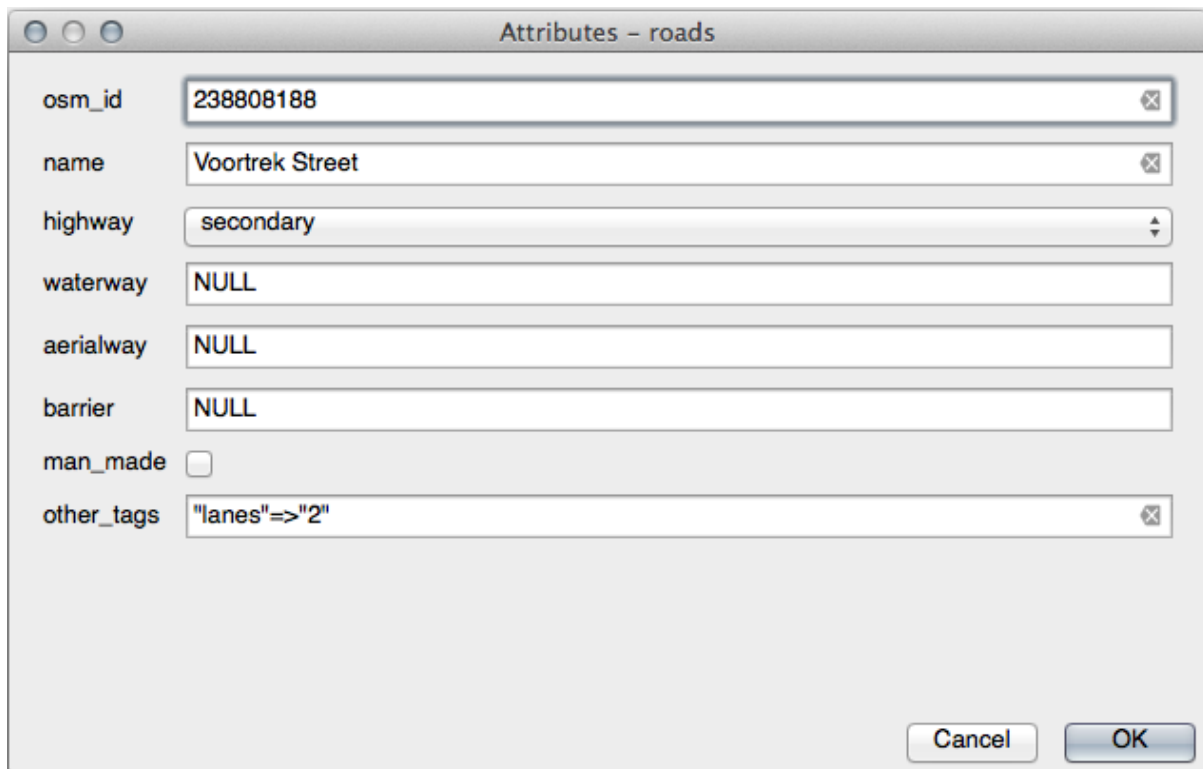 Attributes – roads
osm_id 238808188
name Voortrek Street
highway secondary
waterway NULL
aerialway NULL
barrier NULL
man_made
other_tags "lanes"=>"2"
Cancel OK